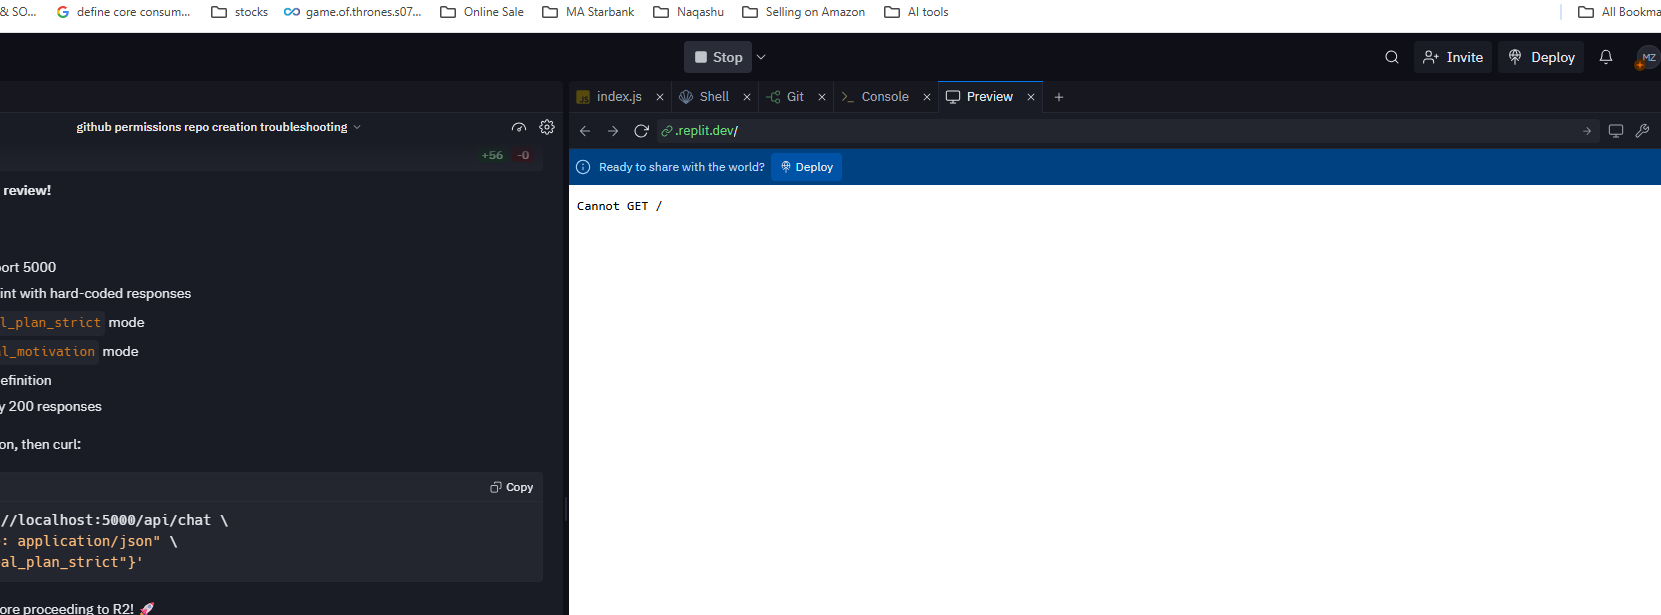 & SO... define core consum... stocks game.of.thrones.s07... Online Sale MA Starbank Naqashu Selling on Amazon AI tools All Bookma
Stop Invite Deploy MZ
index.js Shell Git Console Preview
github permissions repo creation troubleshooting
.replit.dev/
+56 -0
Ready to share with the world? Deploy
review!
Cannot GET /
ort 5000
int with hard-coded responses
l_plan_strict mode
al_motivation mode
efinition
y 200 responses
on, then curl:
Copy
//localhost:5000/api/chat \
: application/json" \
al_plan_strict"}'
ore proceeding to R2! 🚀